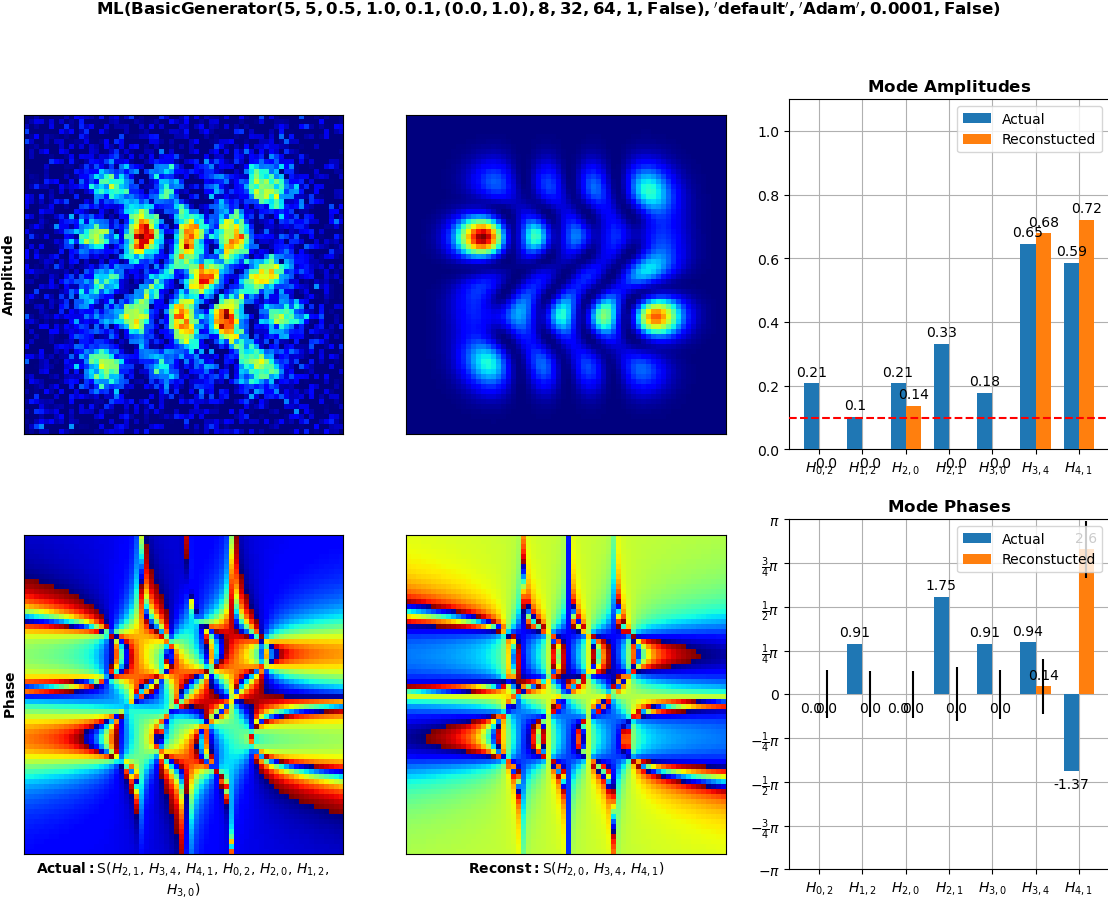 ML(BasicGenerator(5, 5, 0.5, 1.0, 0.1, (0.0, 1.0), 8, 32, 64, 1, False), 'default', 'Adam', 0.0001, False)
Mode Amplitudes
Actual
Reconstucted
1.0
0.8
0.6
0.4
0.2
0.0
0.21
0.1
0.21
0.14
0.33
0.18
0.65
0.68
0.59
0.72
0.0
0.0
0.0
0.0
H0,2 H1,2 H2,0 H2,1 H3,0 H3,4 H4,1
Amplitude
Mode Phases
Actual
Reconstucted
π
3/4π
1/2π
1/4π
0
−1/4π
−1/2π
−3/4π
−π
0.0
0.0
0.91
0.0
0.0
0.0
1.75
0.0
0.91
0.0
0.94
0.14
-1.37
2.6
H0,2 H1,2 H2,0 H2,1 H3,0 H3,4 H4,1
Phase
Actual: S(H2,1, H3,4, H4,1, H0,2, H2,0, H1,2,
H3,0)
Reconst: S(H2,0, H3,4, H4,1)